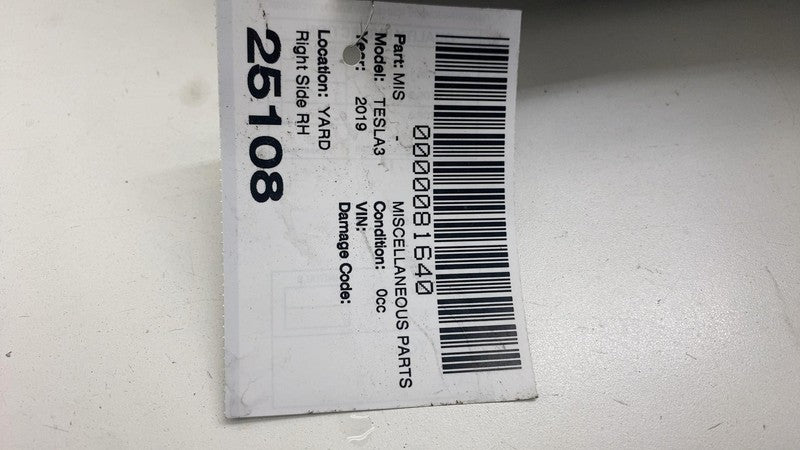 0000081640
Part: MIS - MISCELLANEOUS PARTS
Model: TESLA3 Condition: 0cc
Year: 2019 VIN:
Damage Code:
Location: YARD
Right Side RH
25108